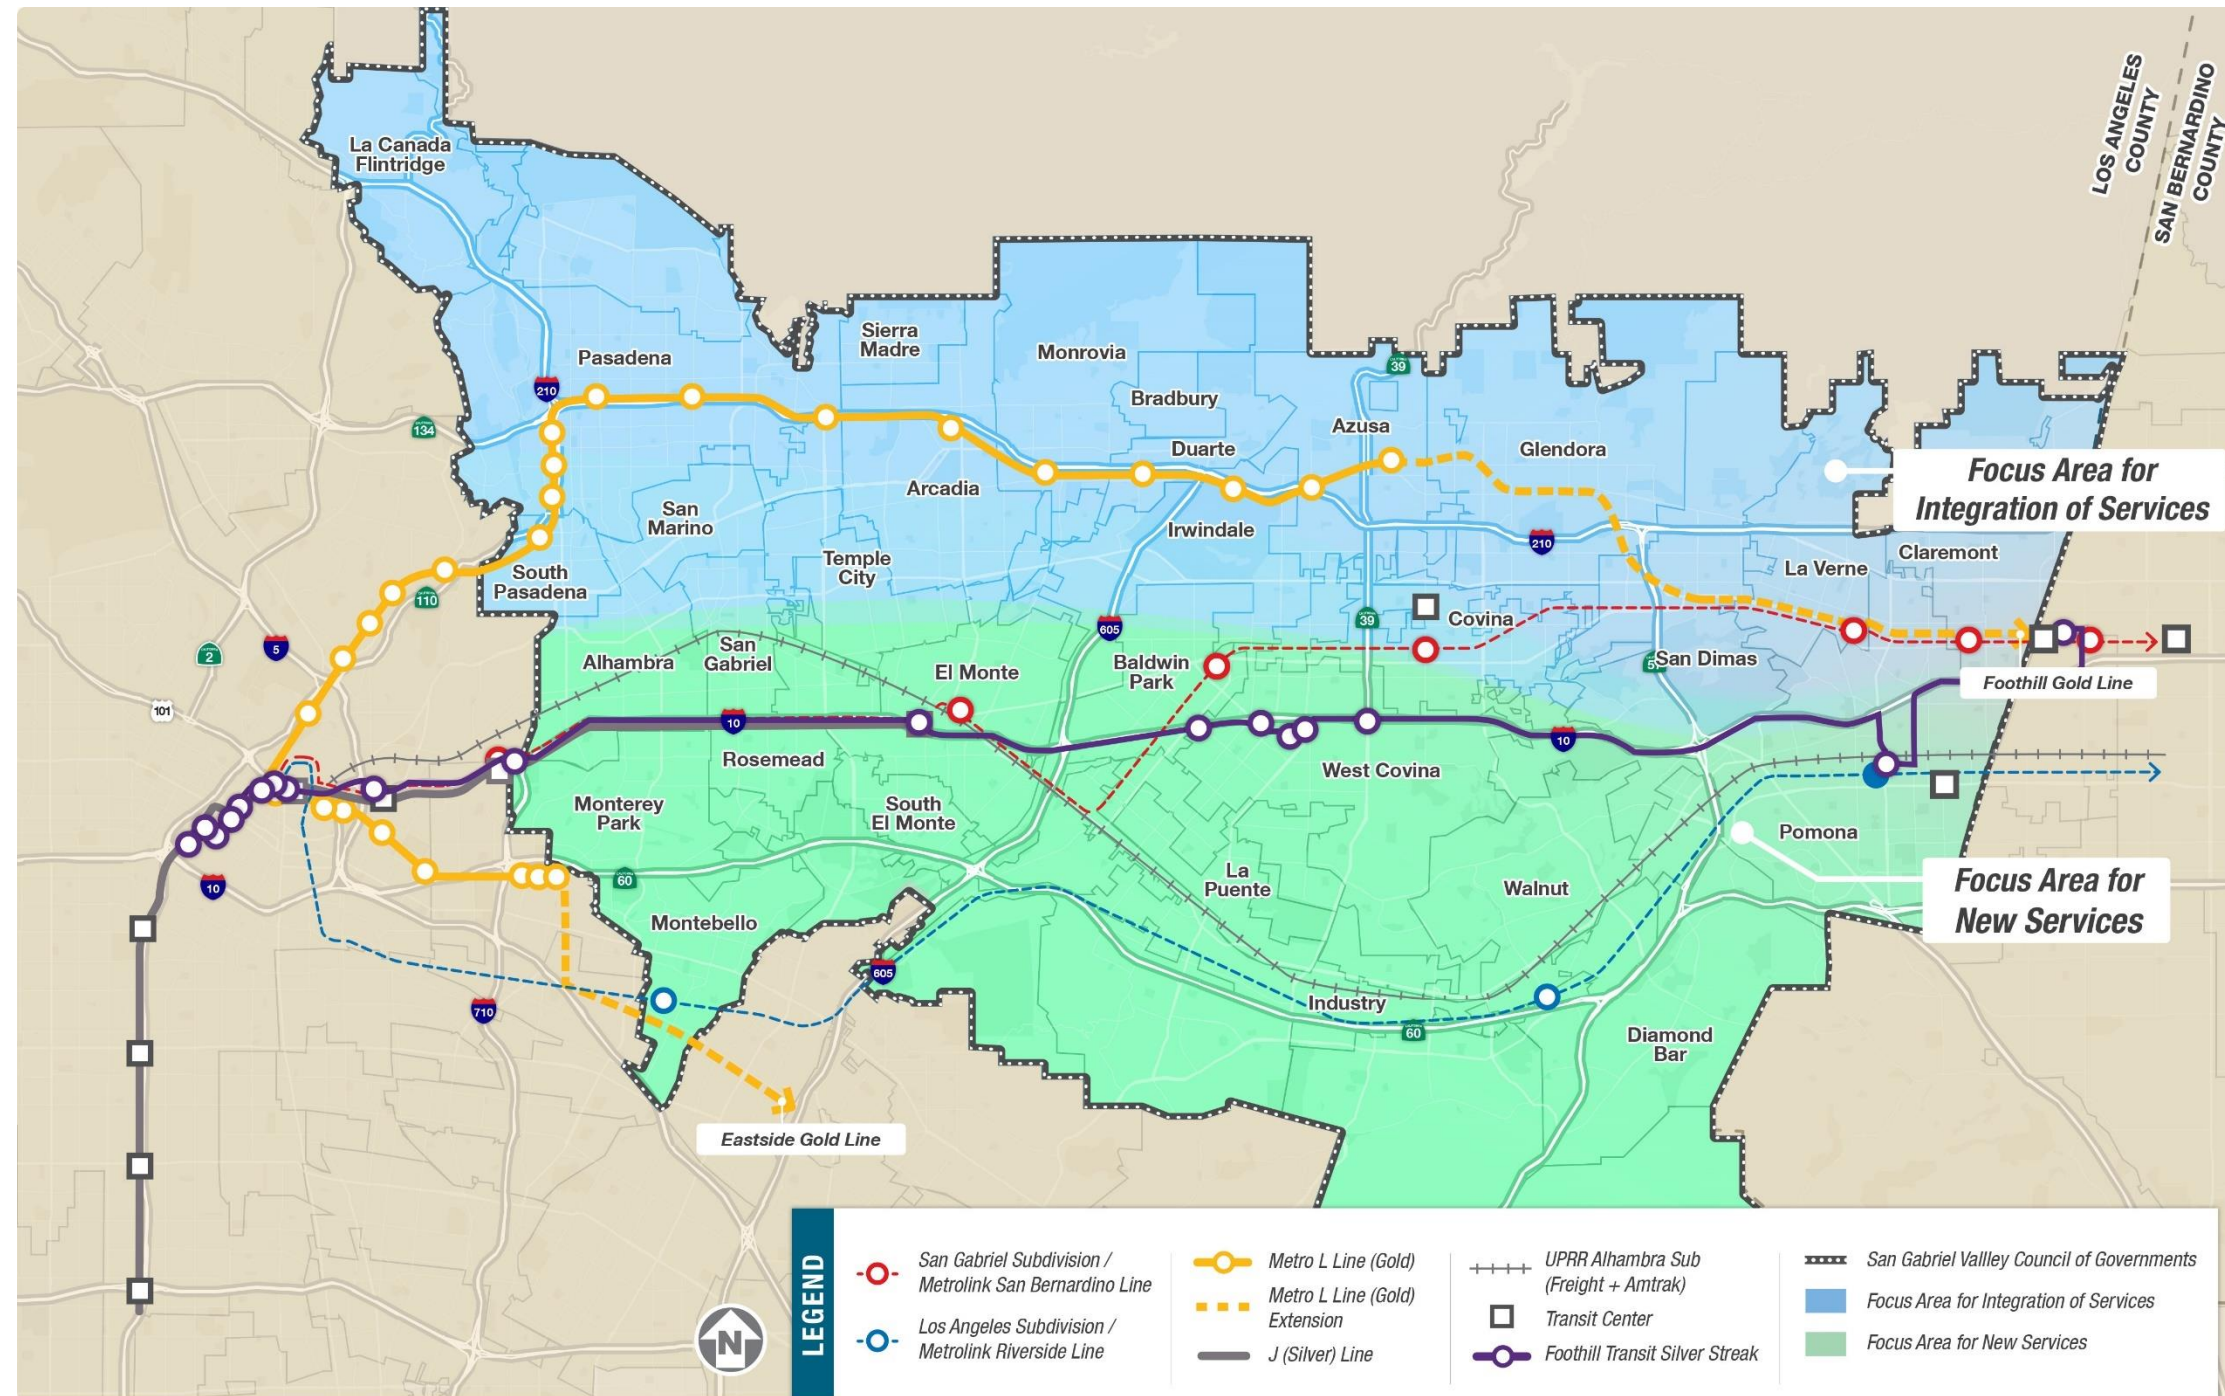 LOS ANGELES
COUNTY
SAN BERNARDINO
COUNTY
La Canada
Flintridge
Pasadena
Sierra
Madre
Monrovia
39
210
Bradbury
134
Azusa
Duarte
Glendora
Focus Area for
Integration of Services
Arcadia
San
Marino
Irwindale
210
Claremont
Temple
City
La Verne
South
Pasadena
110
5
2
605
39
Covina
San
Gabriel
Alhambra
El Monte
Baldwin
Park
57
San Dimas
Foothill Gold Line
101
10
10
Rosemead
West Covina
Monterey
Park
South
El Monte
Pomona
10
60
La
Puente
Walnut
Focus Area for
New Services
Montebello
605
710
Industry
60
Diamond
Bar
Eastside Gold Line
N
LEGEND
San Gabriel Subdivision /
Metrolink San Bernardino Line
Los Angeles Subdivision /
Metrolink Riverside Line
Metro L Line (Gold)
Metro L Line (Gold)
Extension
J (Silver) Line
UPRR Alhambra Sub
(Freight + Amtrak)
Transit Center
Foothill Transit Silver Streak
San Gabriel Valley Council of Governments
Focus Area for Integration of Services
Focus Area for New Services